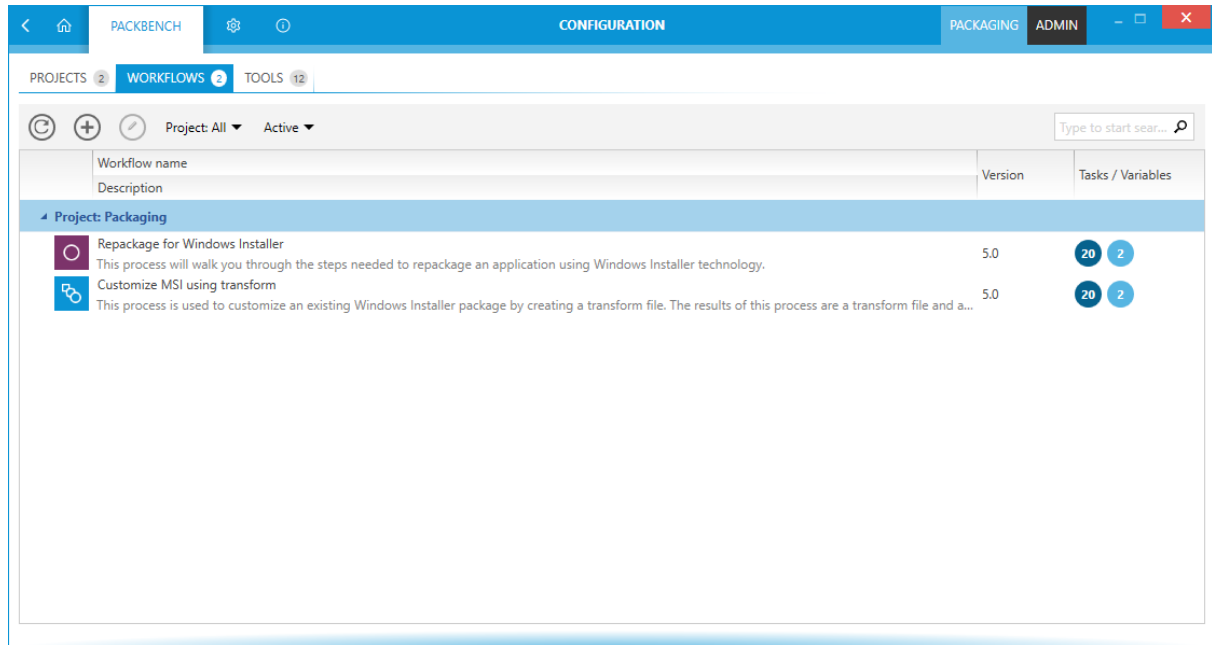 PACKBENCH CONFIGURATION PACKAGING ADMIN
PROJECTS 2 WORKFLOWS 2 TOOLS 12
Project: All Active Type to start sear...
Workflow name
Description
Version Tasks / Variables
Project: Packaging
Repackage for Windows Installer
This process will walk you through the steps needed to repackage an application using Windows Installer technology.
5.0 20 2
Customize MSI using transform
This process is used to customize an existing Windows Installer package by creating a transform file. The results of this process are a transform file and a...
5.0 20 2